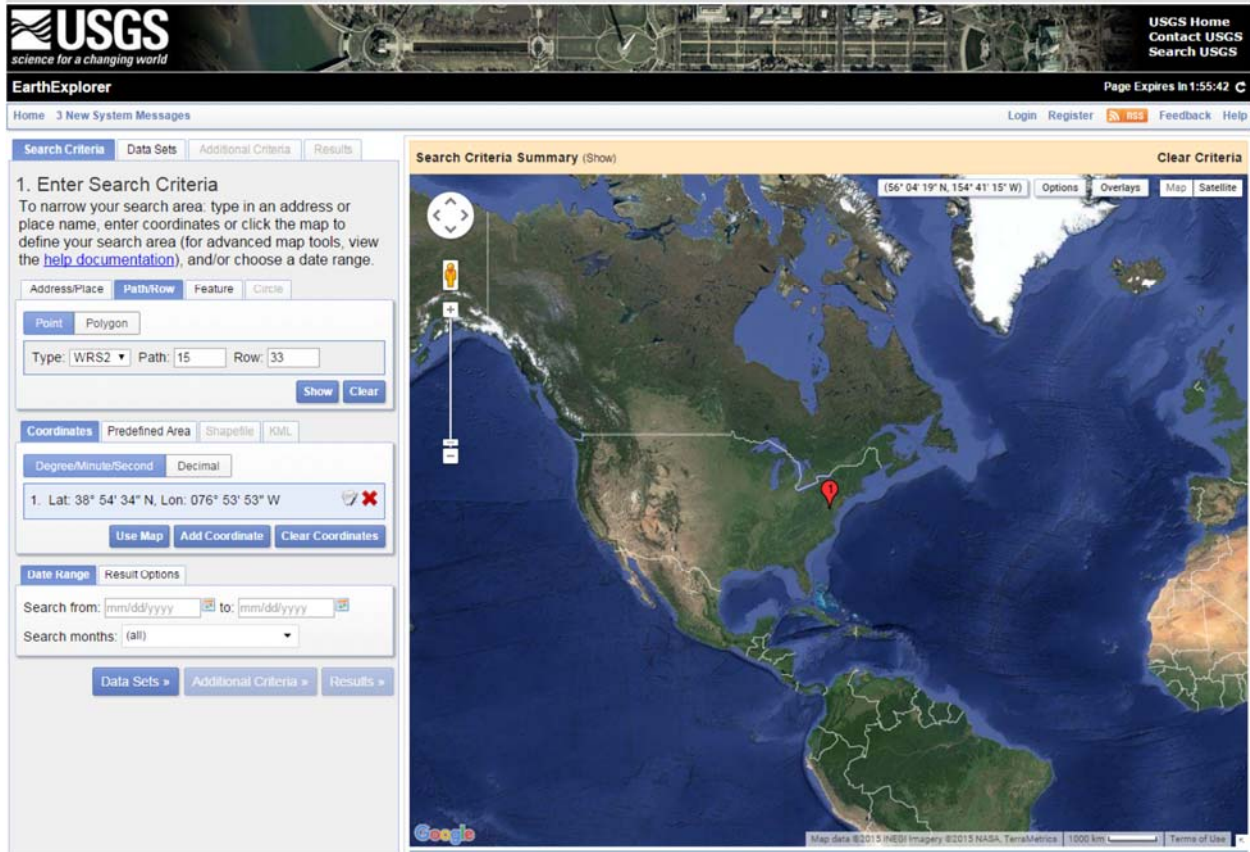 USGS
science for a changing world
USGS Home
Contact USGS
Search USGS
EarthExplorer
Page Expires In 1:55:42
Home 3 New System Messages
Login Register RSS Feedback Help
Search Criteria Data Sets Additional Criteria Results
1. Enter Search Criteria
To narrow your search area: type in an address or
place name, enter coordinates or click the map to
define your search area (for advanced map tools, view
the help documentation), and/or choose a date range.
Address/Place Path/Row Feature Circle
Point Polygon
Type: WRS2 Path: 15 Row: 33
Show Clear
Coordinates Predefined Area Shapefile KML
Degree/Minute/Second Decimal
1. Lat: 38° 54' 34" N, Lon: 076° 53' 53" W
Use Map Add Coordinate Clear Coordinates
Date Range Result Options
Search from: mm/dd/yyyy to: mm/dd/yyyy
Search months: (all)
Data Sets » Additional Criteria » Results »
Search Criteria Summary (Show) Clear Criteria
(56° 04' 19" N, 154° 41' 15" W) Options Overlays Map Satellite
1
Google
Map data ©2015 INEGI Imagery ©2015 NASA, TerraMetrics 1000 km Terms of Use